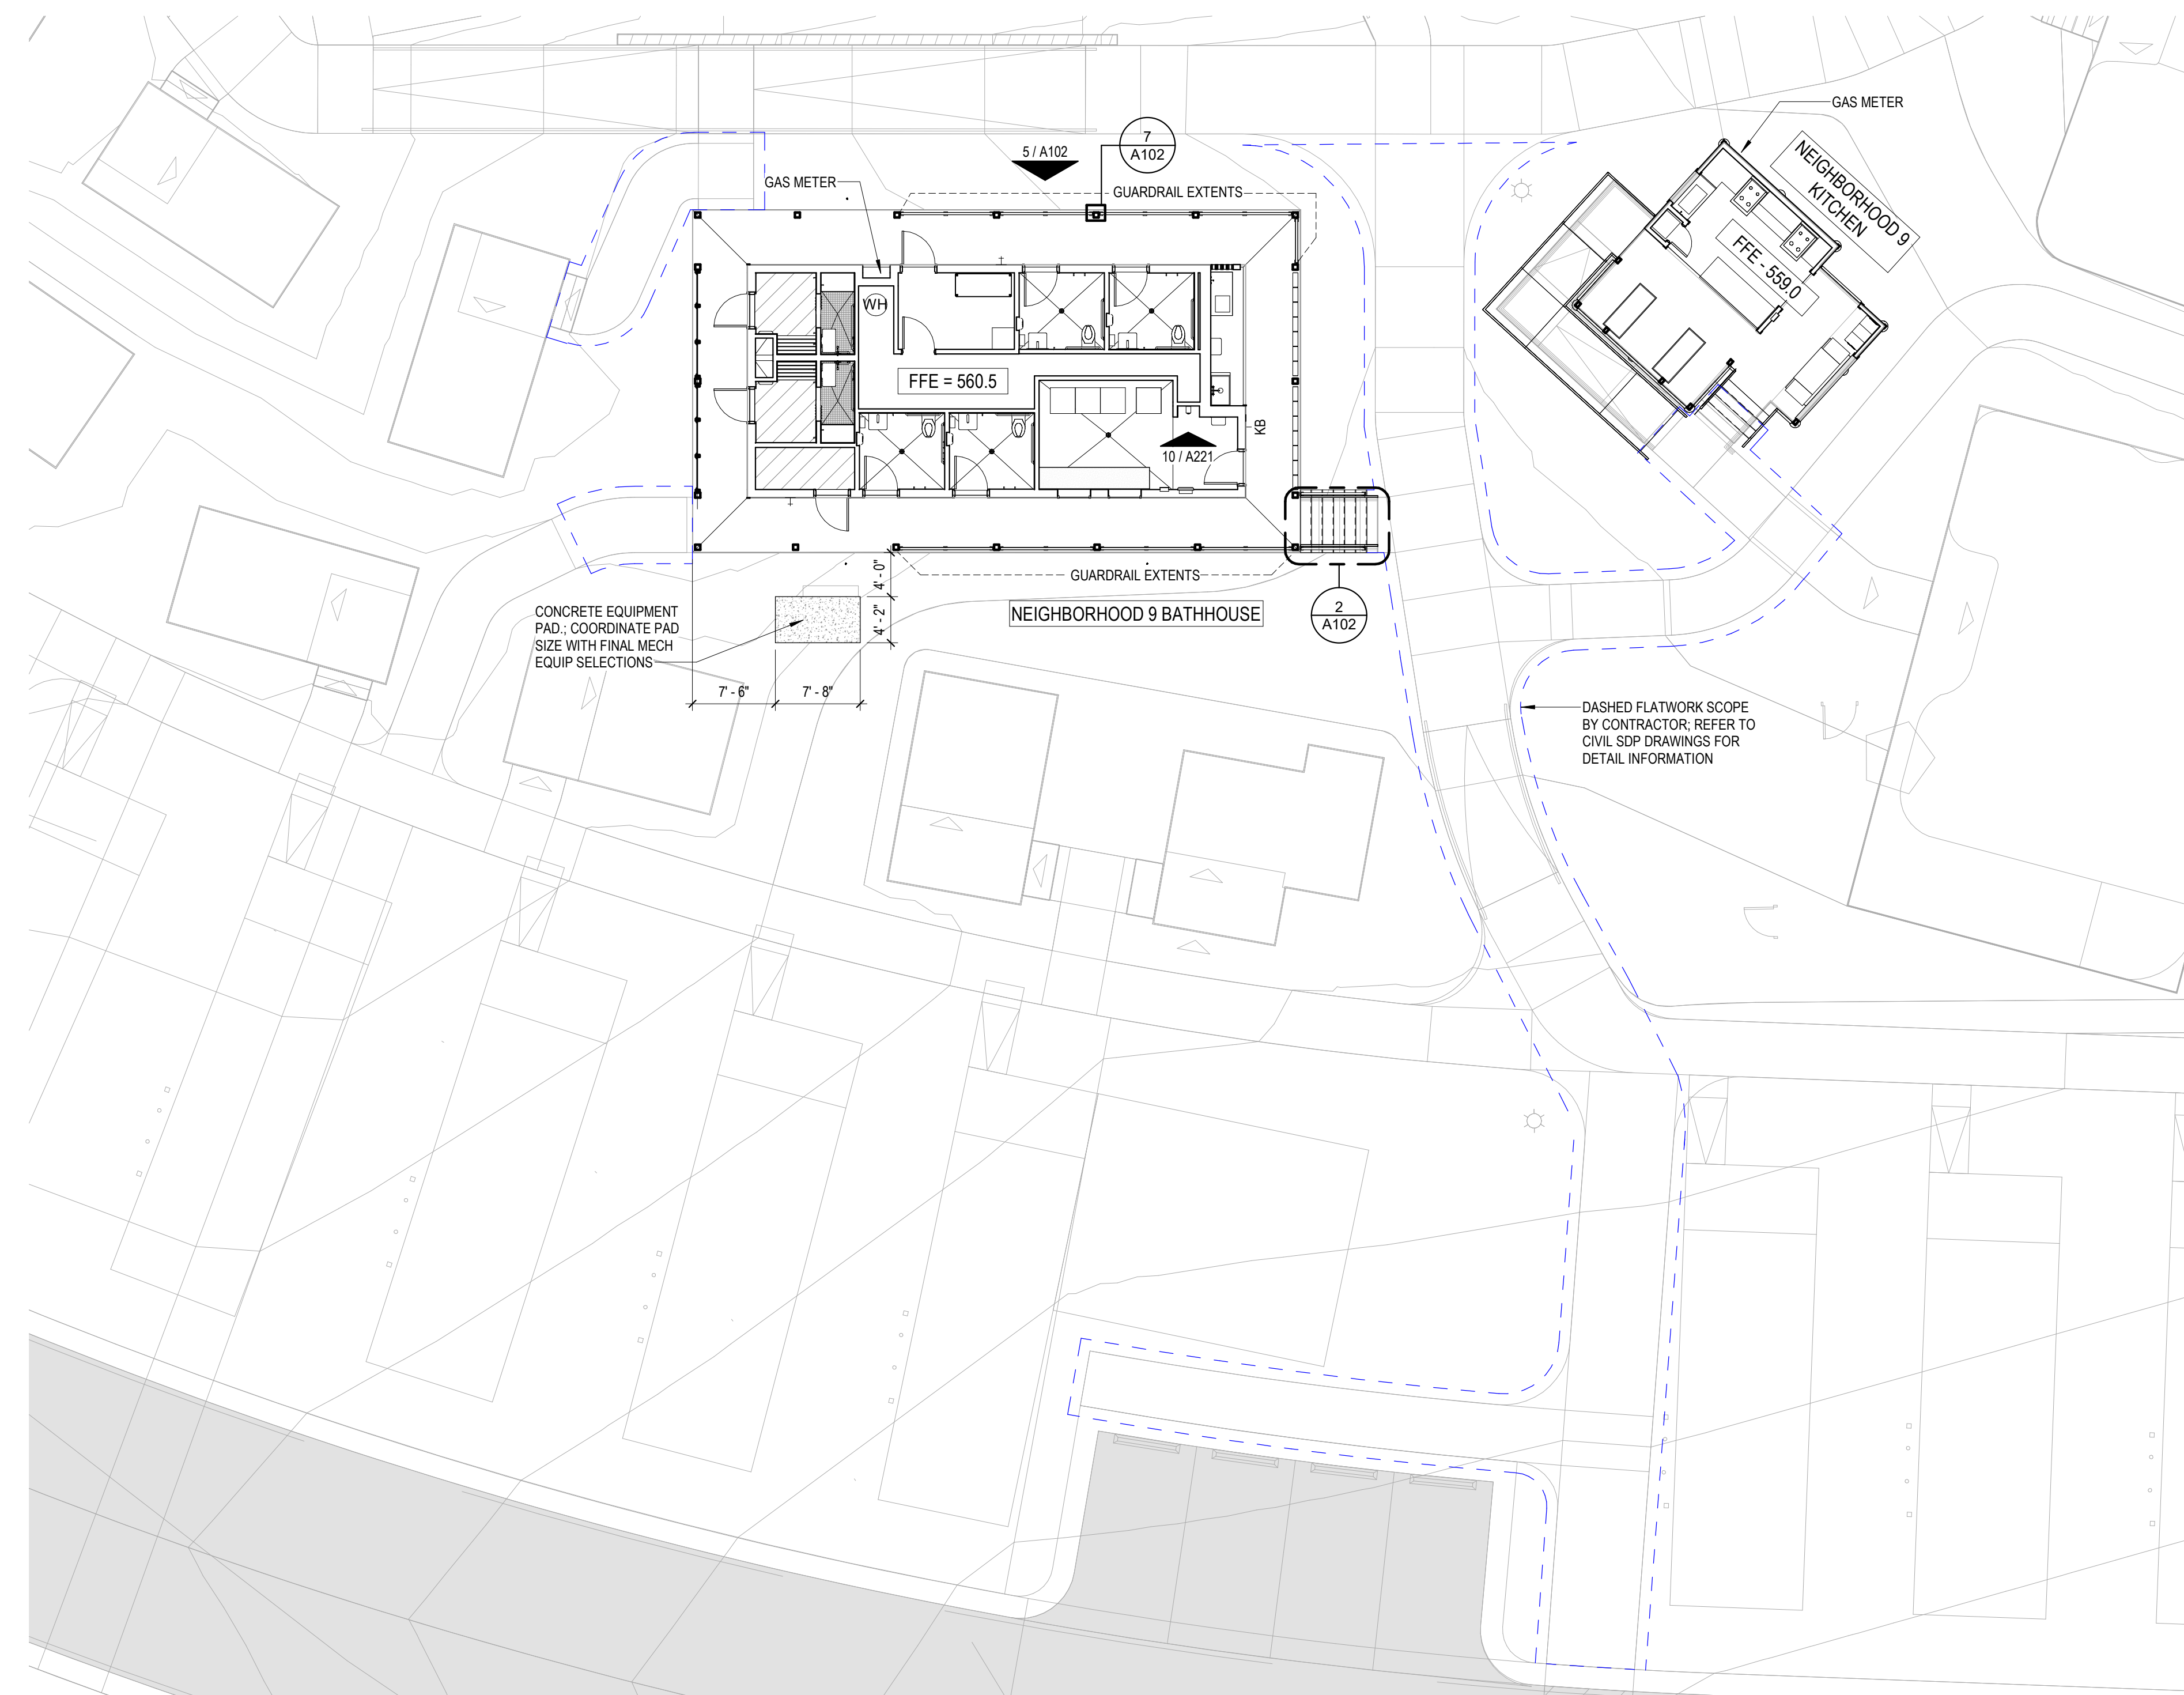 GAS METER
7
A102
5 / A102
NEIGHBORHOOD 9
KITCHEN
GAS METER
GUARDRAIL EXTENTS
FFE - 559.0
WH
FFE = 560.5
KB
10 / A221
GUARDRAIL EXTENTS
4' - 0"
4' - 2"
NEIGHBORHOOD 9 BATHHOUSE
2
A102
CONCRETE EQUIPMENT
PAD.; COORDINATE PAD
SIZE WITH FINAL MECH
EQUIP SELECTIONS
7' - 6"
7' - 8"
DASHED FLATWORK SCOPE
BY CONTRACTOR; REFER TO
CIVIL SDP DRAWINGS FOR
DETAIL INFORMATION